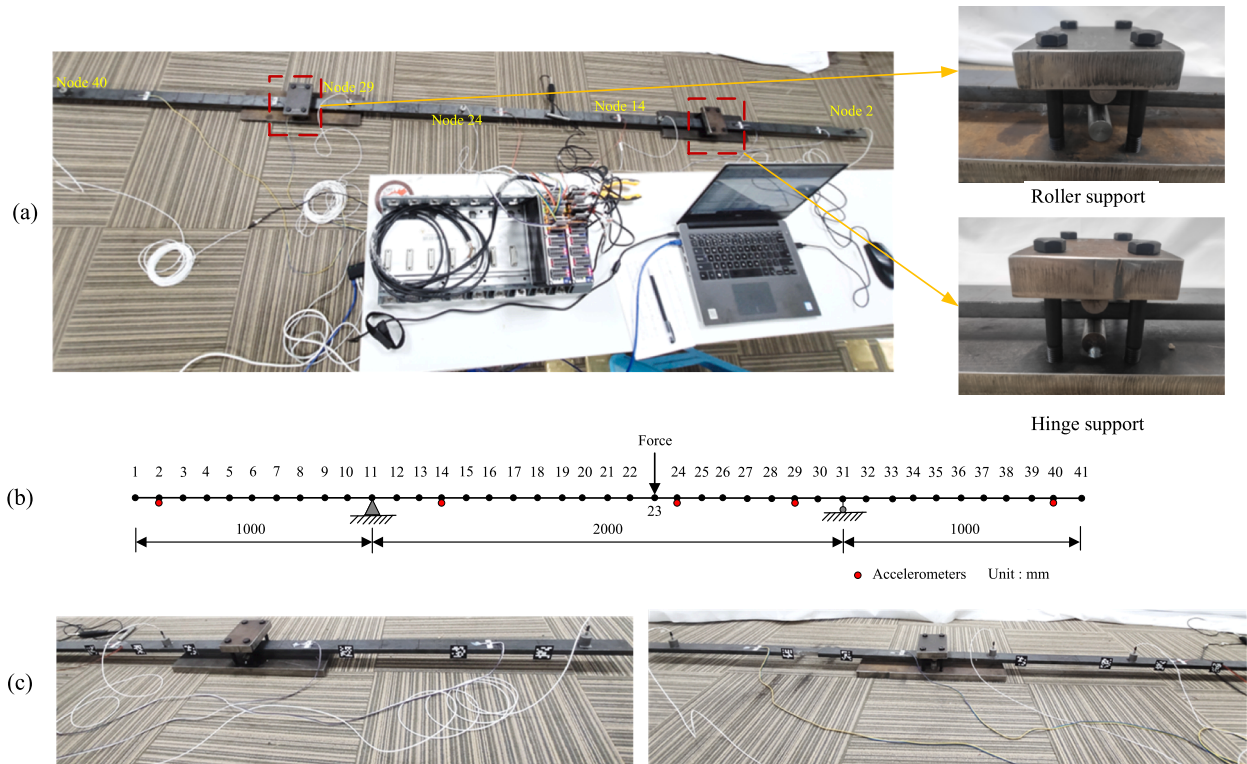 Node 40
Node 29
Node 24
Node 14
Node 2
(a)
Roller support
Hinge support
Force
1 2 3 4 5 6 7 8 9 10 11 12 13 14 15 16 17 18 19 20 21 22 24 25 26 27 28 29 30 31 32 33 34 35 36 37 38 39 40 41
(b)
23
1000 2000 1000
Accelerometers Unit : mm
(c)